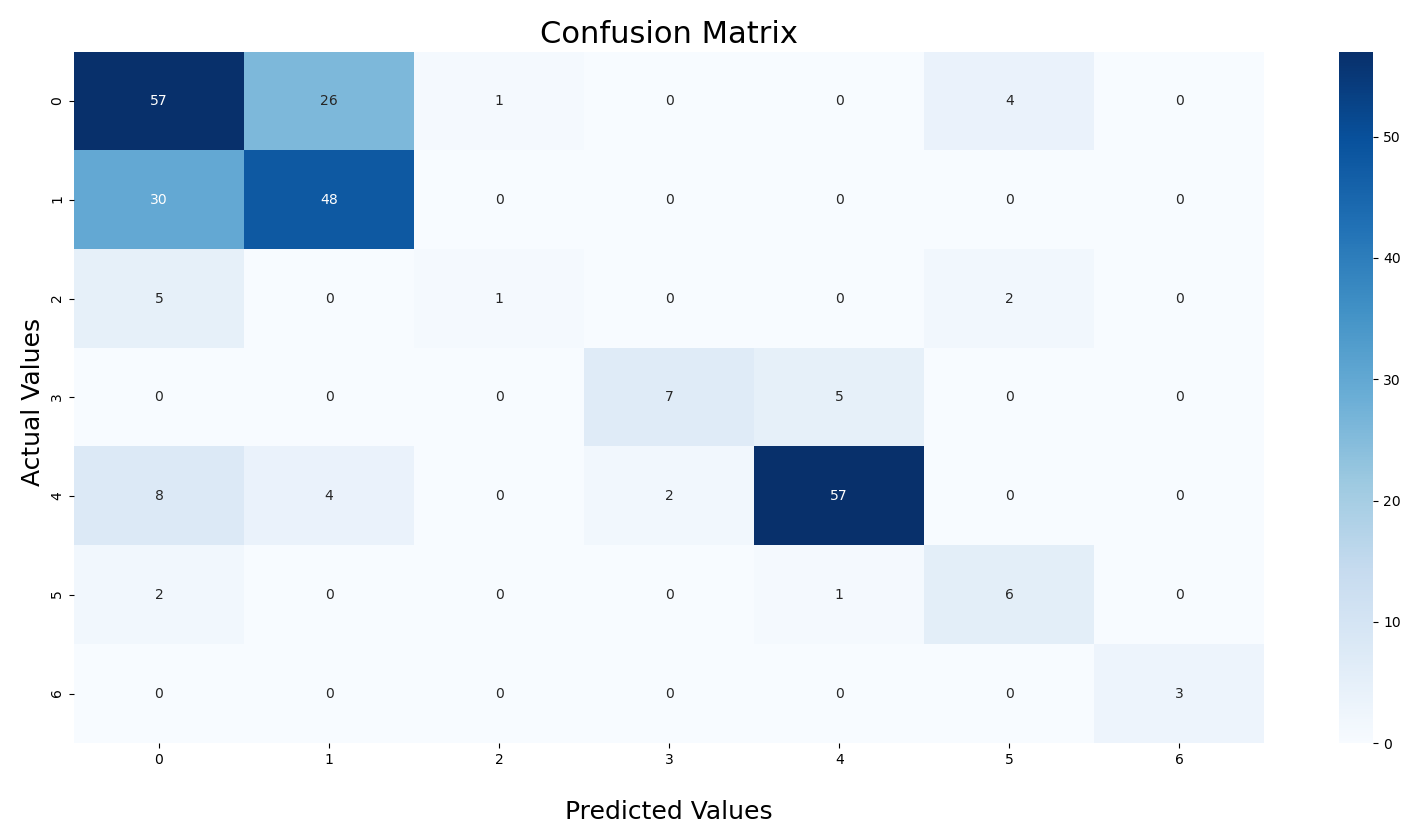 Confusion Matrix
0 57 26 1 0 0 4 0
1 30 48 0 0 0 0 0
2 5 0 1 0 0 2 0
3 0 0 0 7 5 0 0
4 8 4 0 2 57 0 0
5 2 0 0 0 1 6 0
6 0 0 0 0 0 0 3
0 1 2 3 4 5 6
Actual Values
Predicted Values
50
40
30
20
10
0